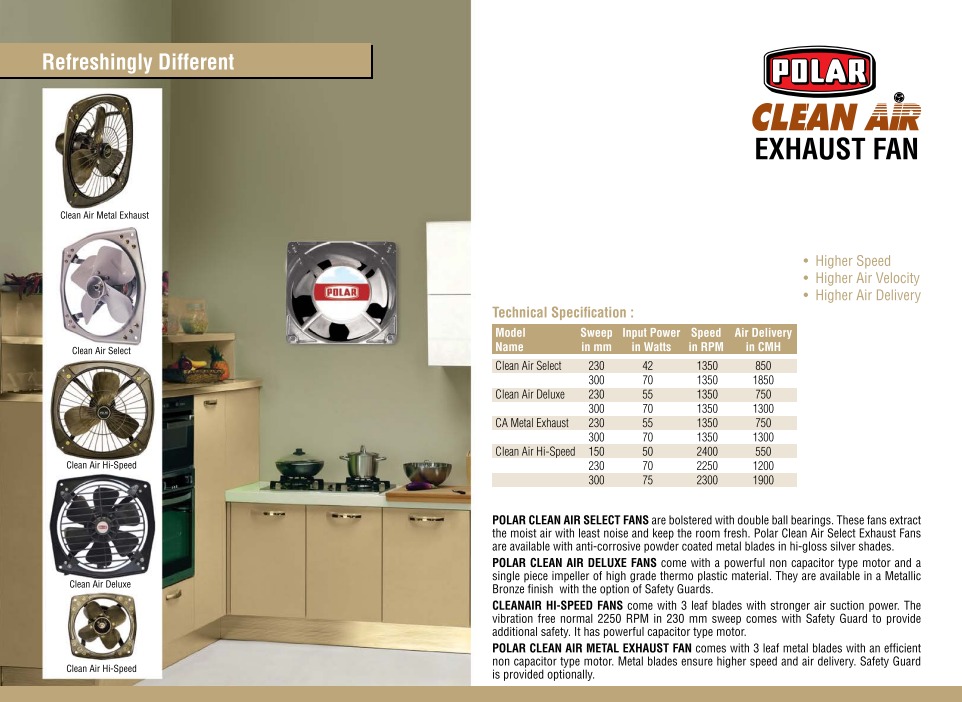 Refreshingly Different
Clean Air Metal Exhaust
Clean Air Select
Clean Air Hi-Speed
Clean Air Deluxe
Clean Air Hi-Speed
POLAR
POLAR
CLEAN AIR
EXHAUST FAN
• Higher Speed
• Higher Air Velocity
• Higher Air Delivery
Technical Specification :
Model Sweep Input Power Speed Air Delivery
Name in mm in Watts in RPM in CMH
Clean Air Select 230 42 1350 850
300 70 1350 1850
Clean Air Deluxe 230 55 1350 750
300 70 1350 1300
CA Metal Exhaust 230 55 1350 750
300 70 1350 1300
Clean Air Hi-Speed 150 50 2400 550
230 70 2250 1200
300 75 2300 1900
POLAR CLEAN AIR SELECT FANS are bolstered with double ball bearings. These fans extract
the moist air with least noise and keep the room fresh. Polar Clean Air Select Exhaust Fans
are available with anti-corrosive powder coated metal blades in hi-gloss silver shades.
POLAR CLEAN AIR DELUXE FANS come with a powerful non capacitor type motor and a
single piece impeller of high grade thermo plastic material. They are available in a Metallic
Bronze finish with the option of Safety Guards.
CLEANAIR HI-SPEED FANS come with 3 leaf blades with stronger air suction power. The
vibration free normal 2250 RPM in 230 mm sweep comes with Safety Guard to provide
additional safety. It has powerful capacitor type motor.
POLAR CLEAN AIR METAL EXHAUST FAN comes with 3 leaf metal blades with an efficient
non capacitor type motor. Metal blades ensure higher speed and air delivery. Safety Guard
is provided optionally.